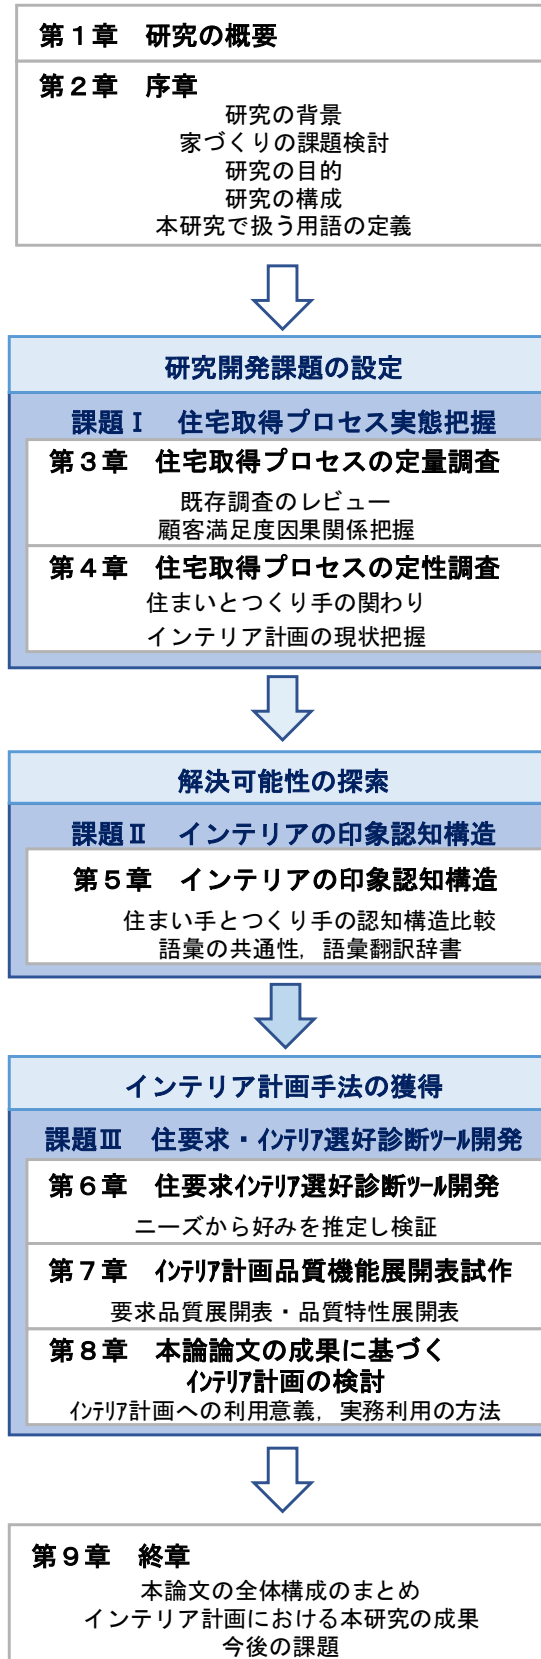 第１章　研究の概要
第２章　序章
研究の背景
家づくりの課題検討
研究の目的
研究の構成
本研究で扱う用語の定義
研究開発課題の設定
課題Ⅰ　住宅取得プロセス実態把握
第３章　住宅取得プロセスの定量調査
既存調査のレビュー
顧客満足度因果関係把握
第４章　住宅取得プロセスの定性調査
住まいとつくり手の関わり
インテリア計画の現状把握
解決可能性の探索
課題Ⅱ　インテリアの印象認知構造
第５章　インテリアの印象認知構造
住まい手とつくり手の認知構造比較
語彙の共通性，語彙翻訳辞書
インテリア計画手法の獲得
課題Ⅲ　住要求・ｲﾝﾃﾘｱ選好診断ﾂｰﾙ開発
第６章　住要求ｲﾝﾃﾘｱ選好診断ﾂｰﾙ開発
ニーズから好みを推定し検証
第７章　ｲﾝﾃﾘｱ計画品質機能展開表試作
要求品質展開表・品質特性展開表
第８章　本論論文の成果に基づく
ｲﾝﾃﾘｱ計画の検討
ｲﾝﾃﾘｱ計画への利用意義，実務利用の方法
第９章　終章
本論文の全体構成のまとめ
インテリア計画における本研究の成果
今後の課題